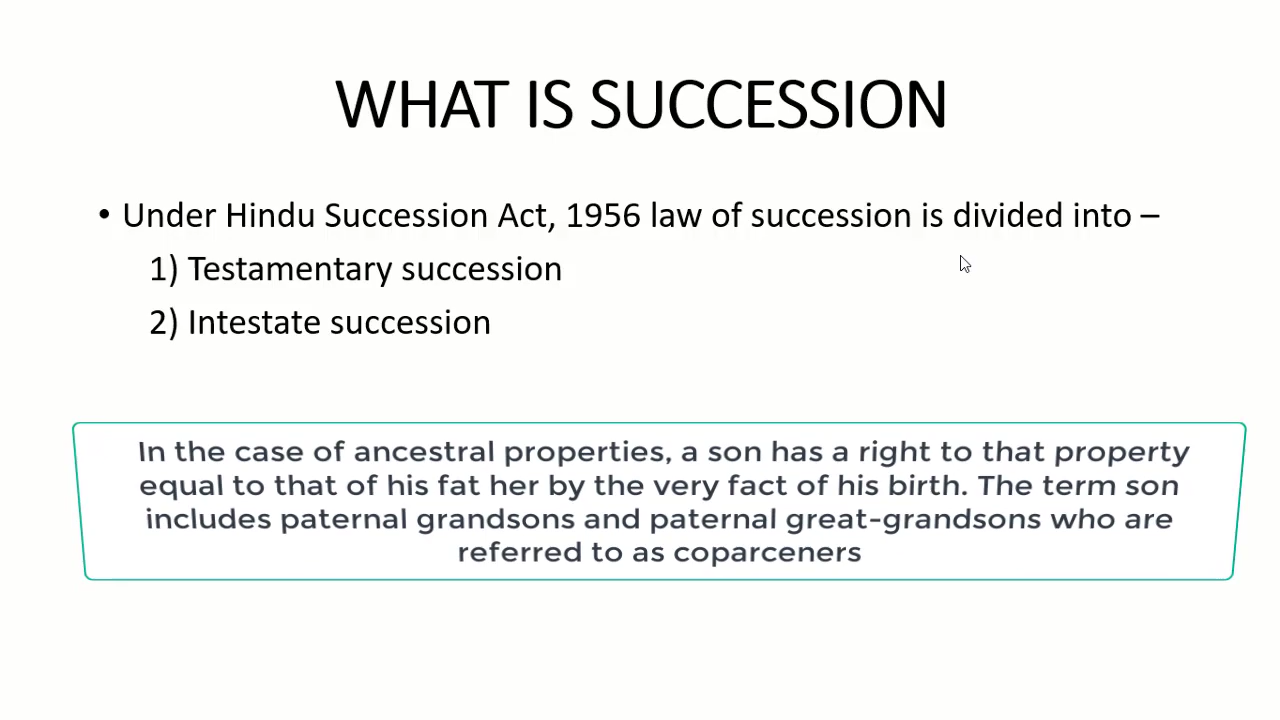 WHAT IS SUCCESSION
• Under Hindu Succession Act, 1956 law of succession is divided into –
1) Testamentary succession
2) Intestate succession
In the case of ancestral properties, a son has a right to that property
equal to that of his fat her by the very fact of his birth. The term son
includes paternal grandsons and paternal great-grandsons who are
referred to as coparceners